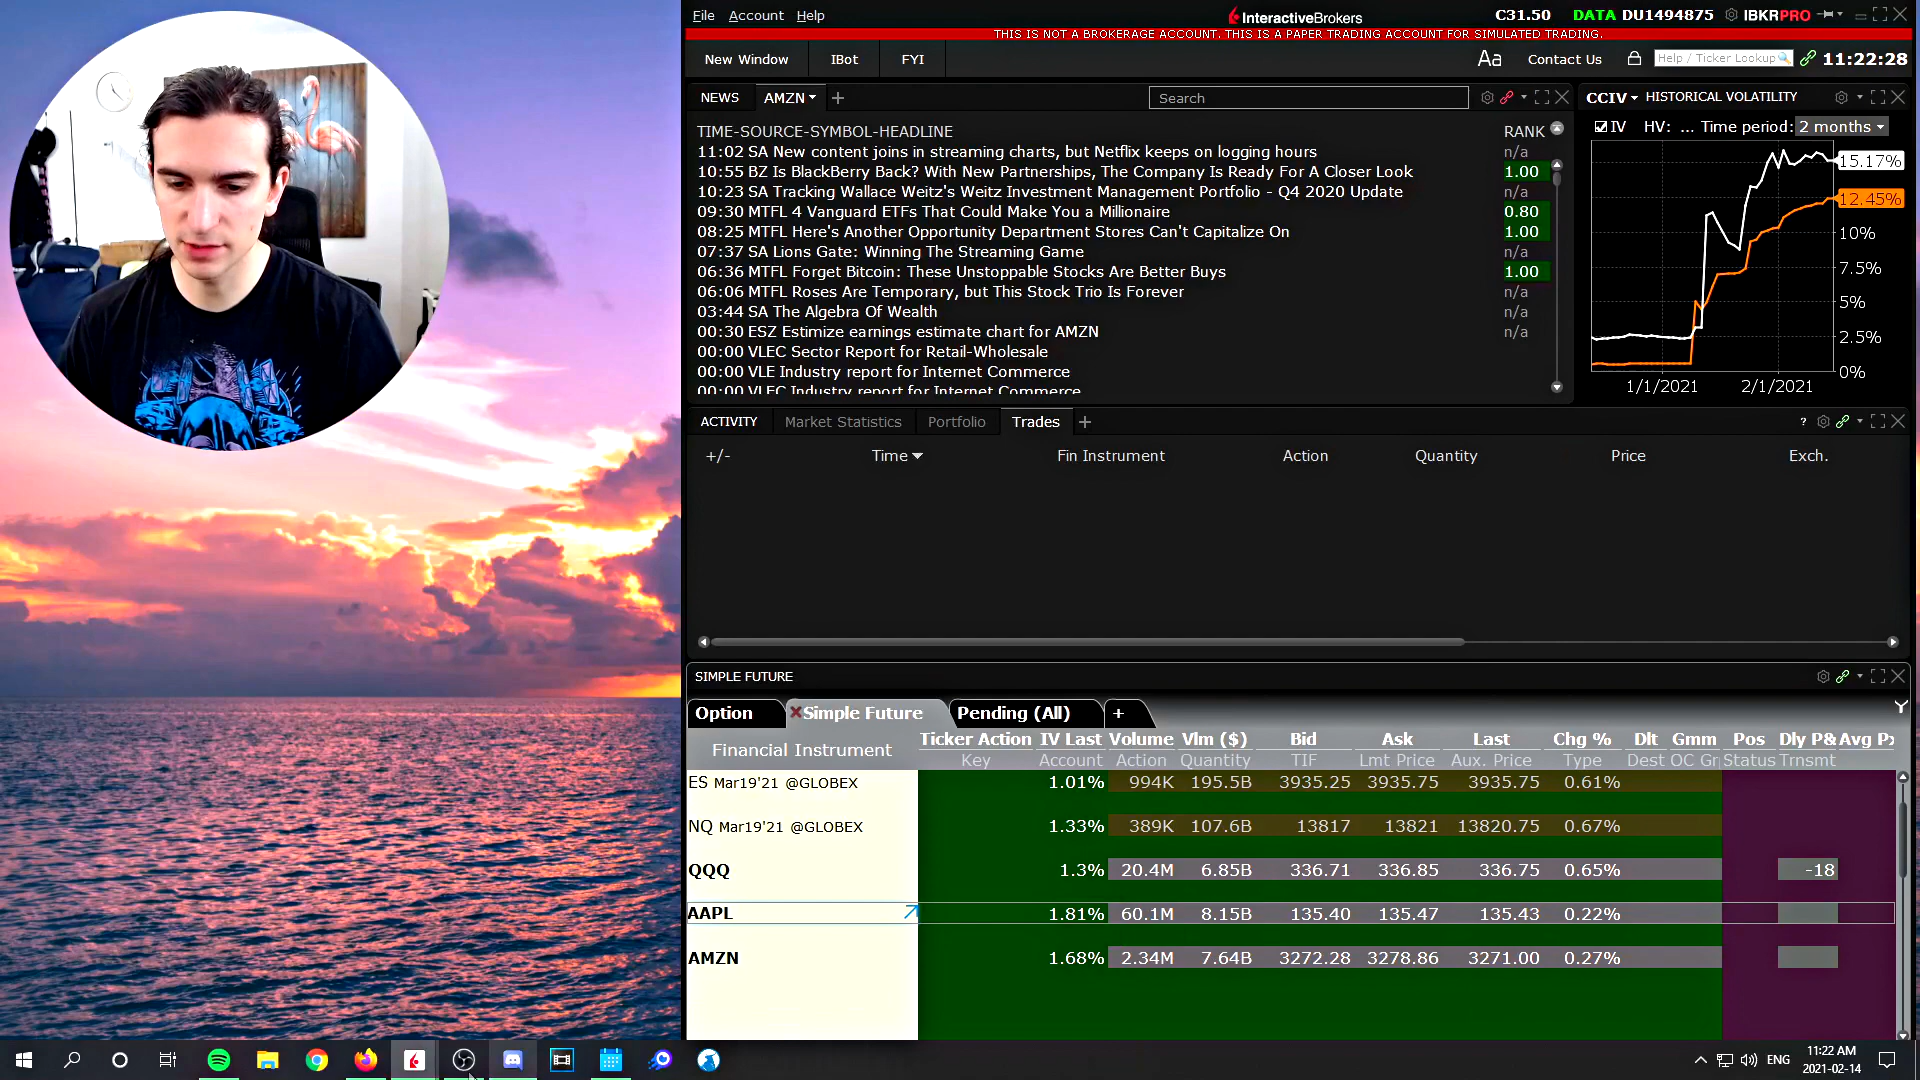 File Account Help
InteractiveBrokers
C31.50 DATA DU1494875 IBKRPRO
THIS IS NOT A BROKERAGE ACCOUNT. THIS IS A PAPER TRADING ACCOUNT FOR SIMULATED TRADING.
New Window IBot FYI
Aa Contact Us Help / Ticker Lookup 11:22:28
NEWS AMZN +
Search
TIME-SOURCE-SYMBOL-HEADLINE RANK
11:02 SA New content joins in streaming charts, but Netflix keeps on logging hours n/a
10:55 BZ Is BlackBerry Back? With New Partnerships, The Company Is Ready For A Closer Look 1.00
10:23 SA Tracking Wallace Weitz's Weitz Investment Management Portfolio - Q4 2020 Update n/a
09:30 MTFL 4 Vanguard ETFs That Could Make You a Millionaire 0.80
08:25 MTFL Here's Another Opportunity Department Stores Can't Capitalize On 1.00
07:37 SA Lions Gate: Winning The Streaming Game n/a
06:36 MTFL Forget Bitcoin: These Unstoppable Stocks Are Better Buys 1.00
06:06 MTFL Roses Are Temporary, but This Stock Trio Is Forever n/a
03:44 SA The Algebra Of Wealth n/a
00:30 ESZ Estimize earnings estimate chart for AMZN n/a
00:00 VLEC Sector Report for Retail-Wholesale
00:00 VLE Industry report for Internet Commerce
00:00 VLEC Industry report for Internet Commerce
CCIV HISTORICAL VOLATILITY
IV HV: ... Time period: 2 months
15.17%
12.45%
10%
7.5%
5%
2.5%
0%
1/1/2021 2/1/2021
ACTIVITY Market Statistics Portfolio Trades + ?
+/- Time Fin Instrument Action Quantity Price Exch.
SIMPLE FUTURE
Option Simple Future Pending (All) +
Financial Instrument
Ticker Action IV Last Volume Vlm ($) Bid Ask Last Chg % Dlt Gmm Pos Dly P& Avg P
Key Account Action Quantity TIF Lmt Price Aux. Price Type Dest OC Gr Status Trnsmt
ES Mar19'21 @GLOBEX 1.01% 994K 195.5B 3935.25 3935.75 3935.75 0.61%
NQ Mar19'21 @GLOBEX 1.33% 389K 107.6B 13817 13821 13820.75 0.67%
QQQ 1.3% 20.4M 6.85B 336.71 336.85 336.75 0.65% -18
AAPL 1.81% 60.1M 8.15B 135.40 135.47 135.43 0.22%
AMZN 1.68% 2.34M 7.64B 3272.28 3278.86 3271.00 0.27%
ENG
11:22 AM
2021-02-14